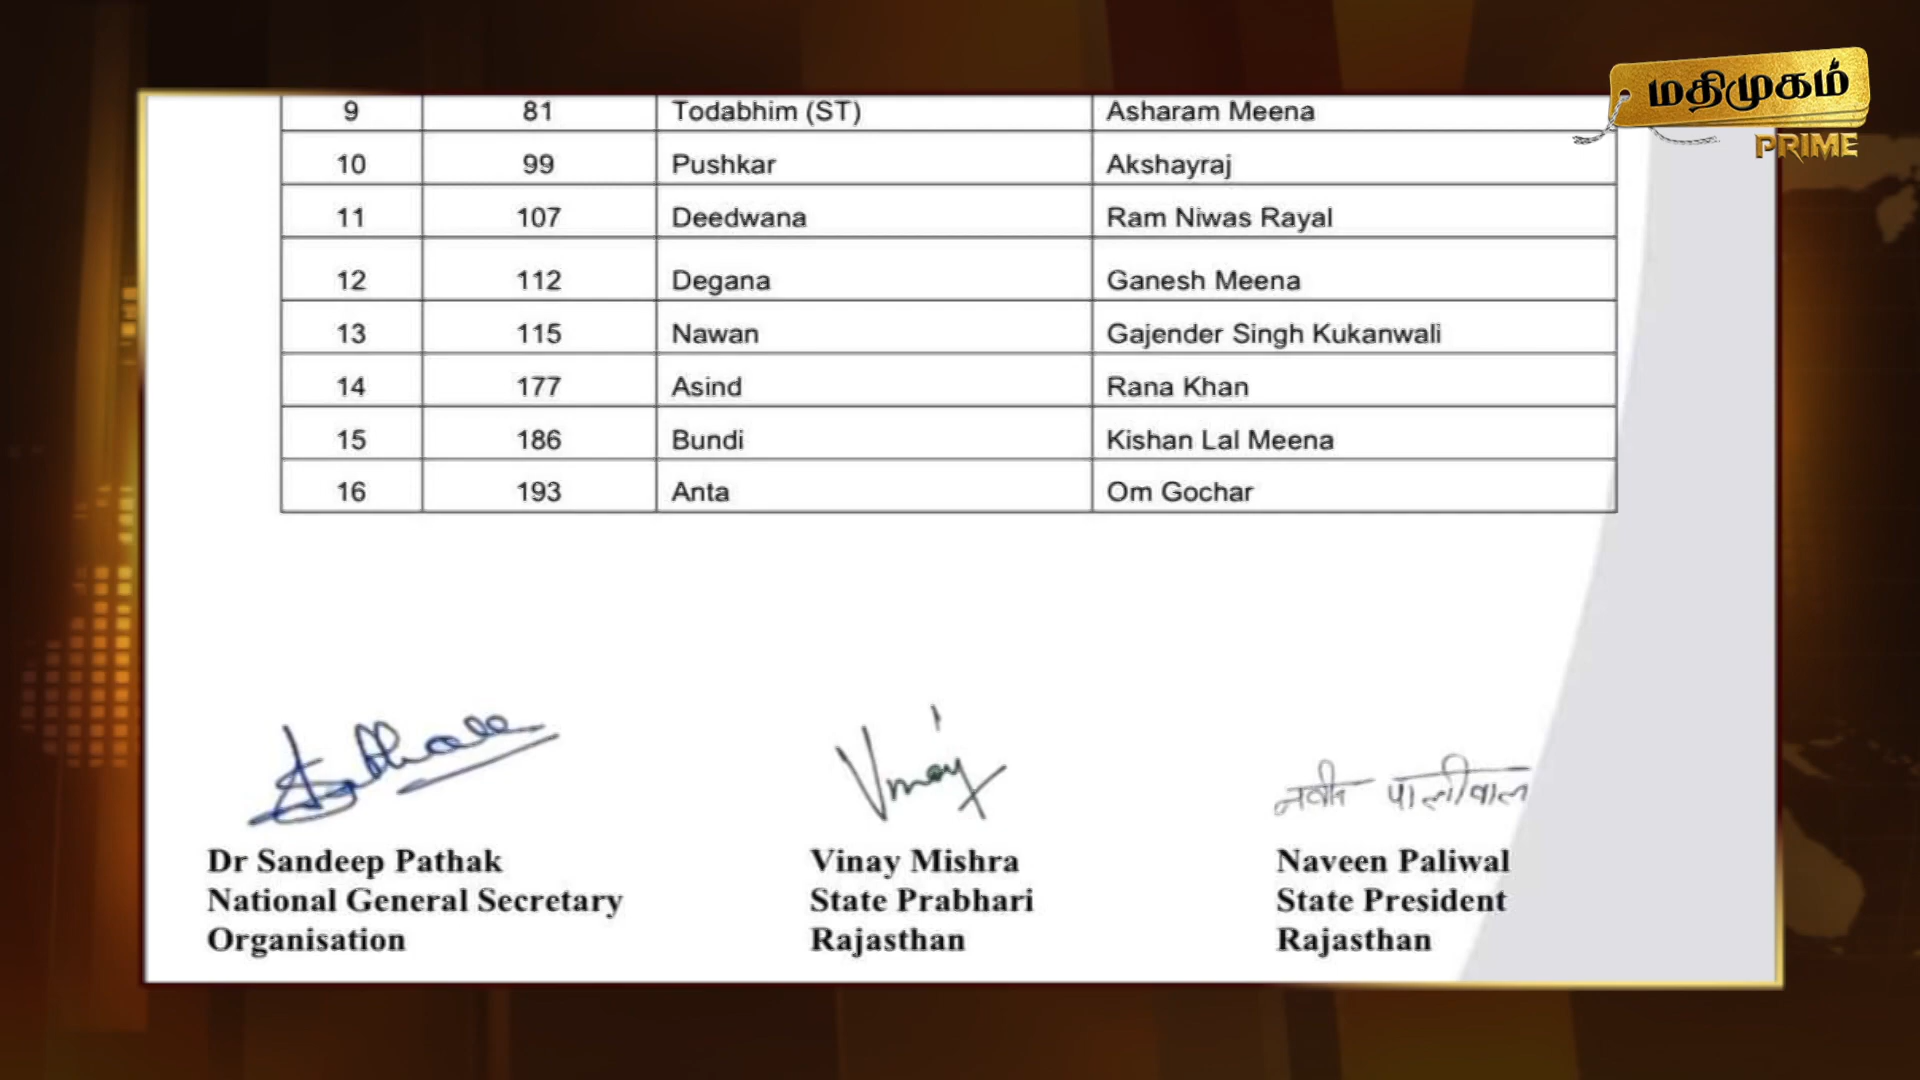 மதிமுகம்
PRIME
9 81 Todabhim (ST) Asharam Meena
10 99 Pushkar Akshayraj
11 107 Deedwana Ram Niwas Rayal
12 112 Degana Ganesh Meena
13 115 Nawan Gajender Singh Kukanwali
14 177 Asind Rana Khan
15 186 Bundi Kishan Lal Meena
16 193 Anta Om Gochar
Vinay
नवीन पालीवाल
Dr Sandeep Pathak
National General Secretary
Organisation
Vinay Mishra
State Prabhari
Rajasthan
Naveen Paliwal
State President
Rajasthan